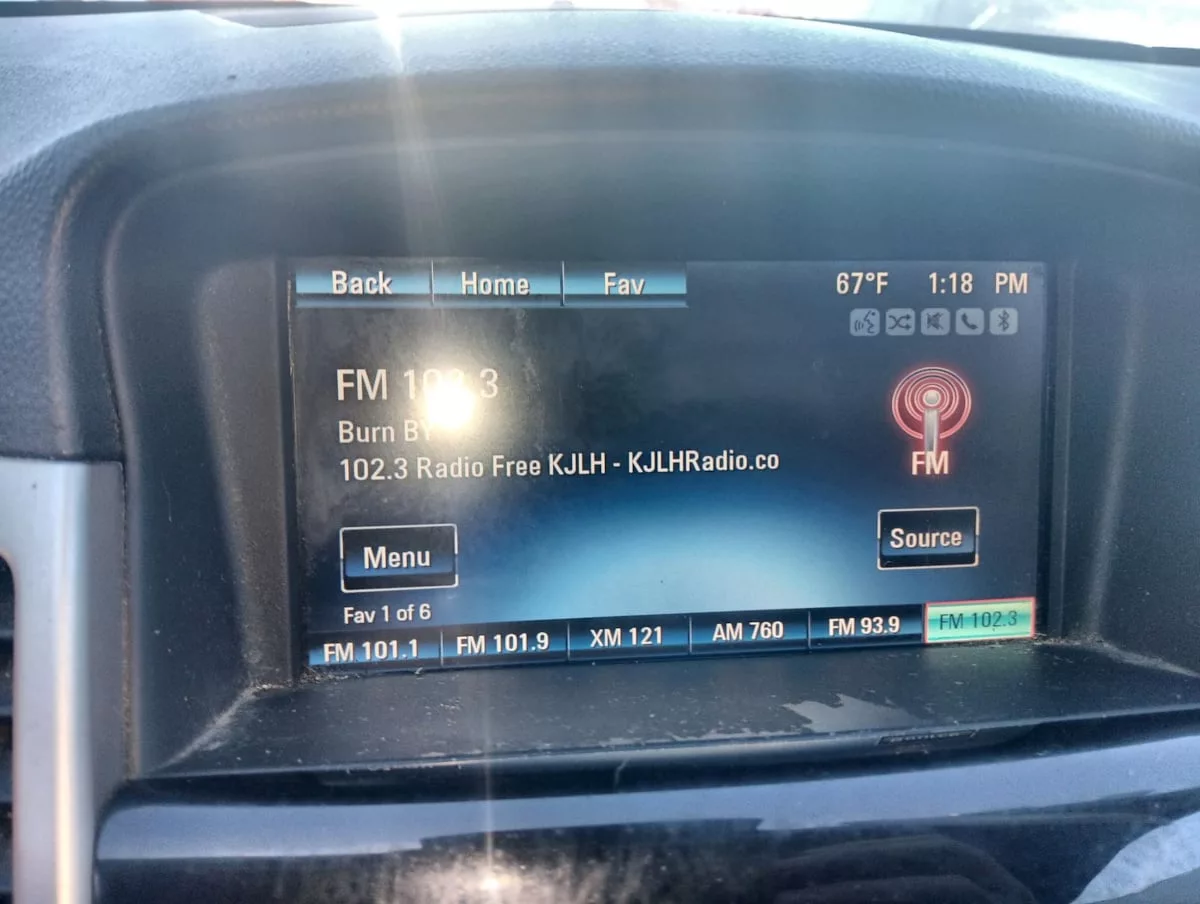 Back Home Fav 67°F 1:18 PM
FM 102.3
Burn BY
102.3 Radio Free KJLH - KJLHRadio.co
FM
Menu
Source
Fav 1 of 6
FM 101.1 FM 101.9 XM 121 AM 760 FM 93.9 FM 102.3